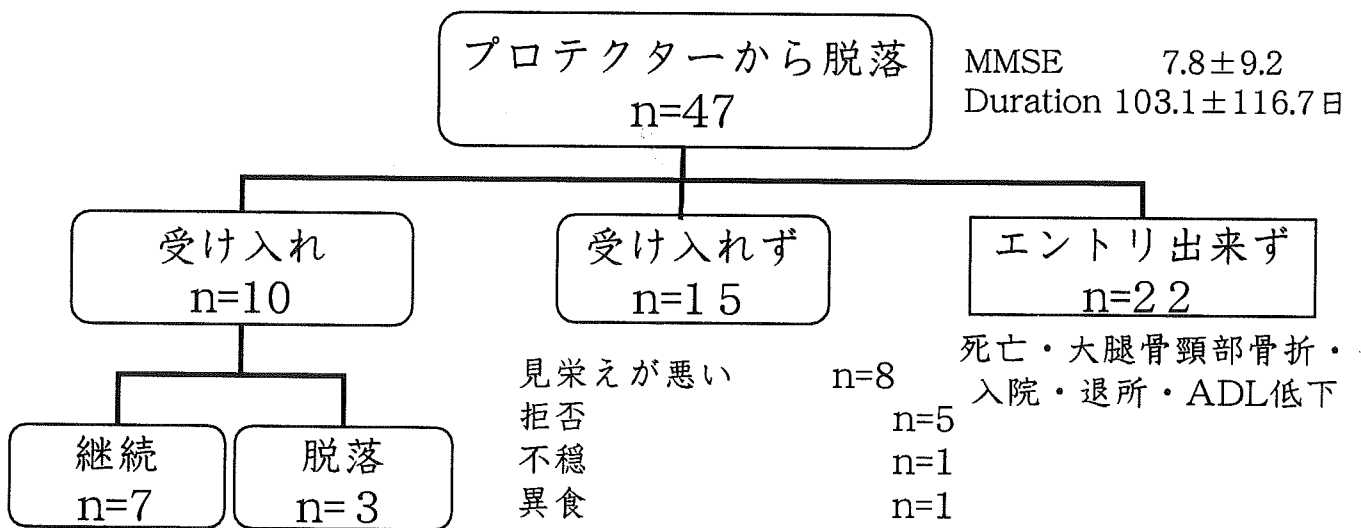 プロテクターから脱落
n=47
MMSE 7.8±9.2
Duration 103.1±116.7日
受け入れ
n=10
受け入れず
n=15
エントリ出来ず
n=22
死亡・大腿骨頸部骨折・
入院・退所・ADL低下
見栄えが悪い n=8
拒否 n=5
不穏 n=1
異食 n=1
継続
n=7
脱落
n=3